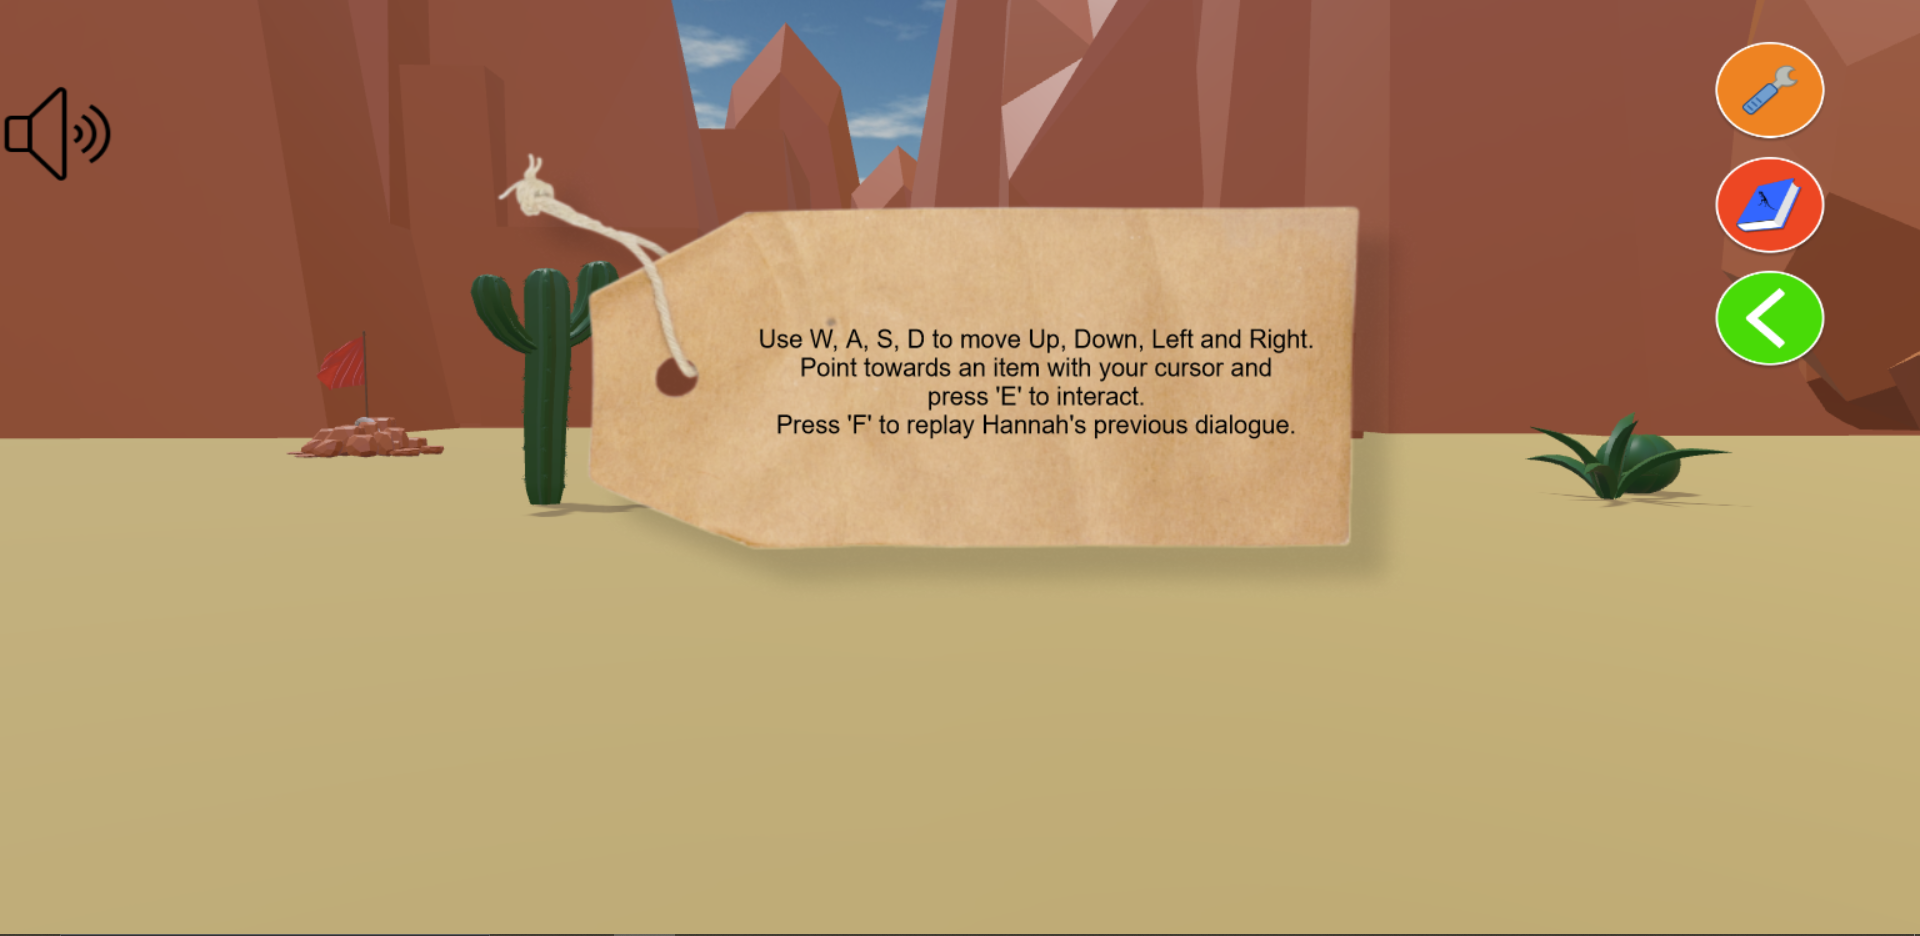 Use W, A, S, D to move Up, Down, Left and Right.
Point towards an item with your cursor and
press 'E' to interact.
Press 'F' to replay Hannah's previous dialogue.